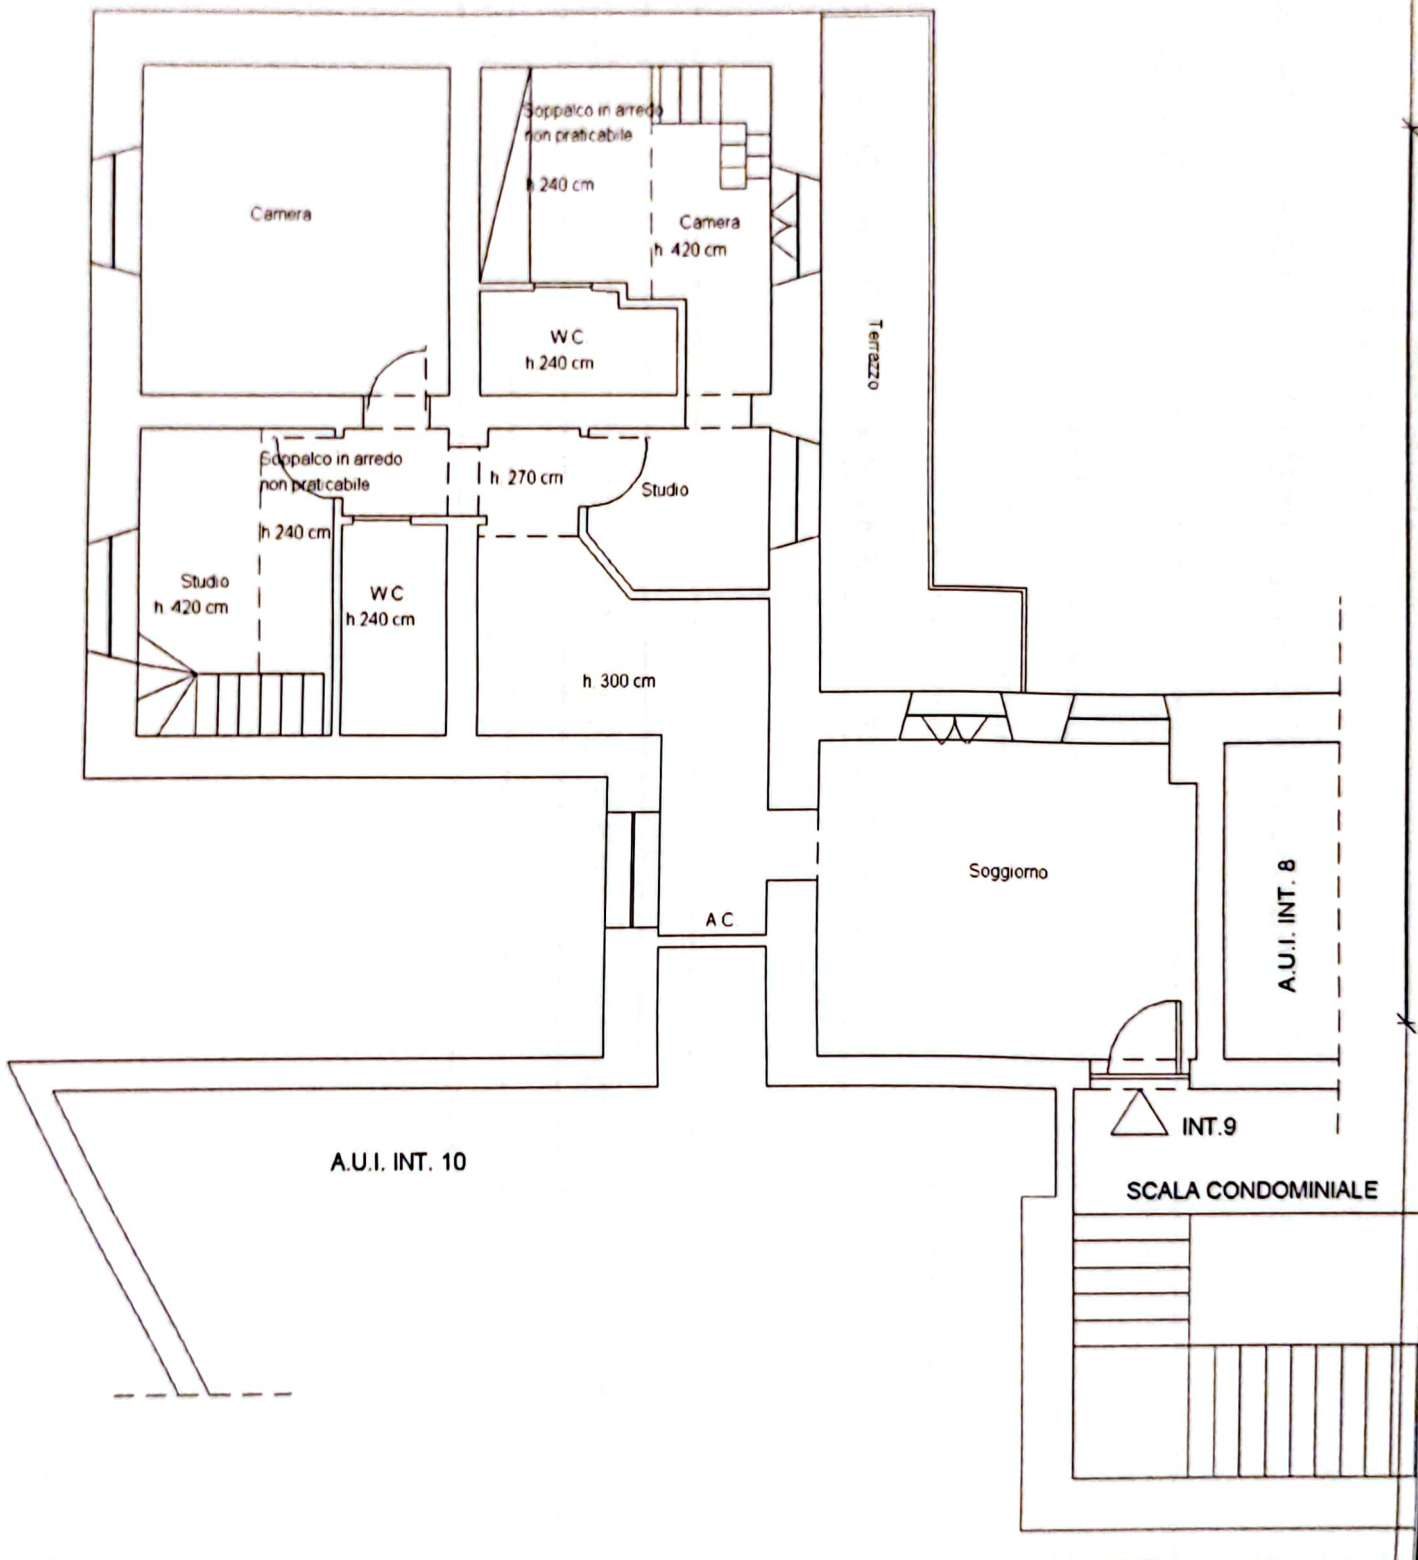 Soppalco in arredo
non praticabile
h 240 cm
Camera
Camera
h. 420 cm
Terrazzo
W C
h. 240 cm
Soppalco in arredo
non praticabile
h. 270 cm
Studio
h 240 cm
Studio
h. 420 cm
W C
h. 240 cm
h. 300 cm
Soggiorno
A C
A.U.I. INT. 8
INT.9
A.U.I. INT. 10
SCALA CONDOMINIALE